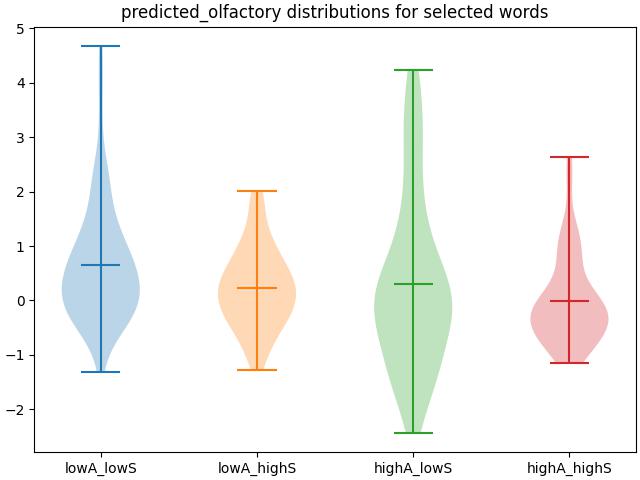 predicted_olfactory distributions for selected words
5
4
3
2
1
0
−1
−2
lowA_lowS
lowA_highS
highA_lowS
highA_highS